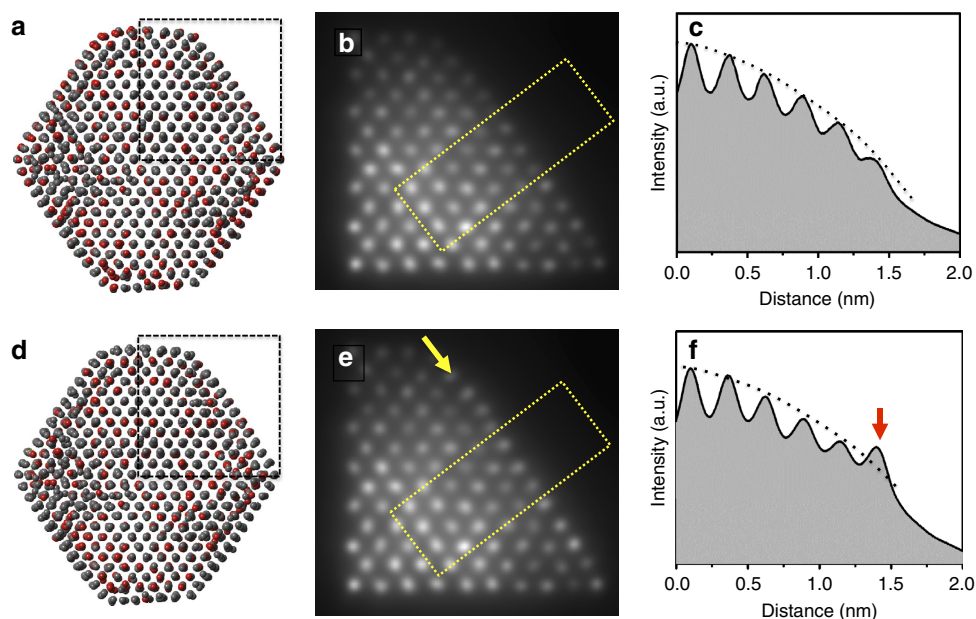 a
b
c
Intensity (a.u.)
0.0 0.5 1.0 1.5 2.0
Distance (nm)
d
e
f
Intensity (a.u.)
0.0 0.5 1.0 1.5 2.0
Distance (nm)